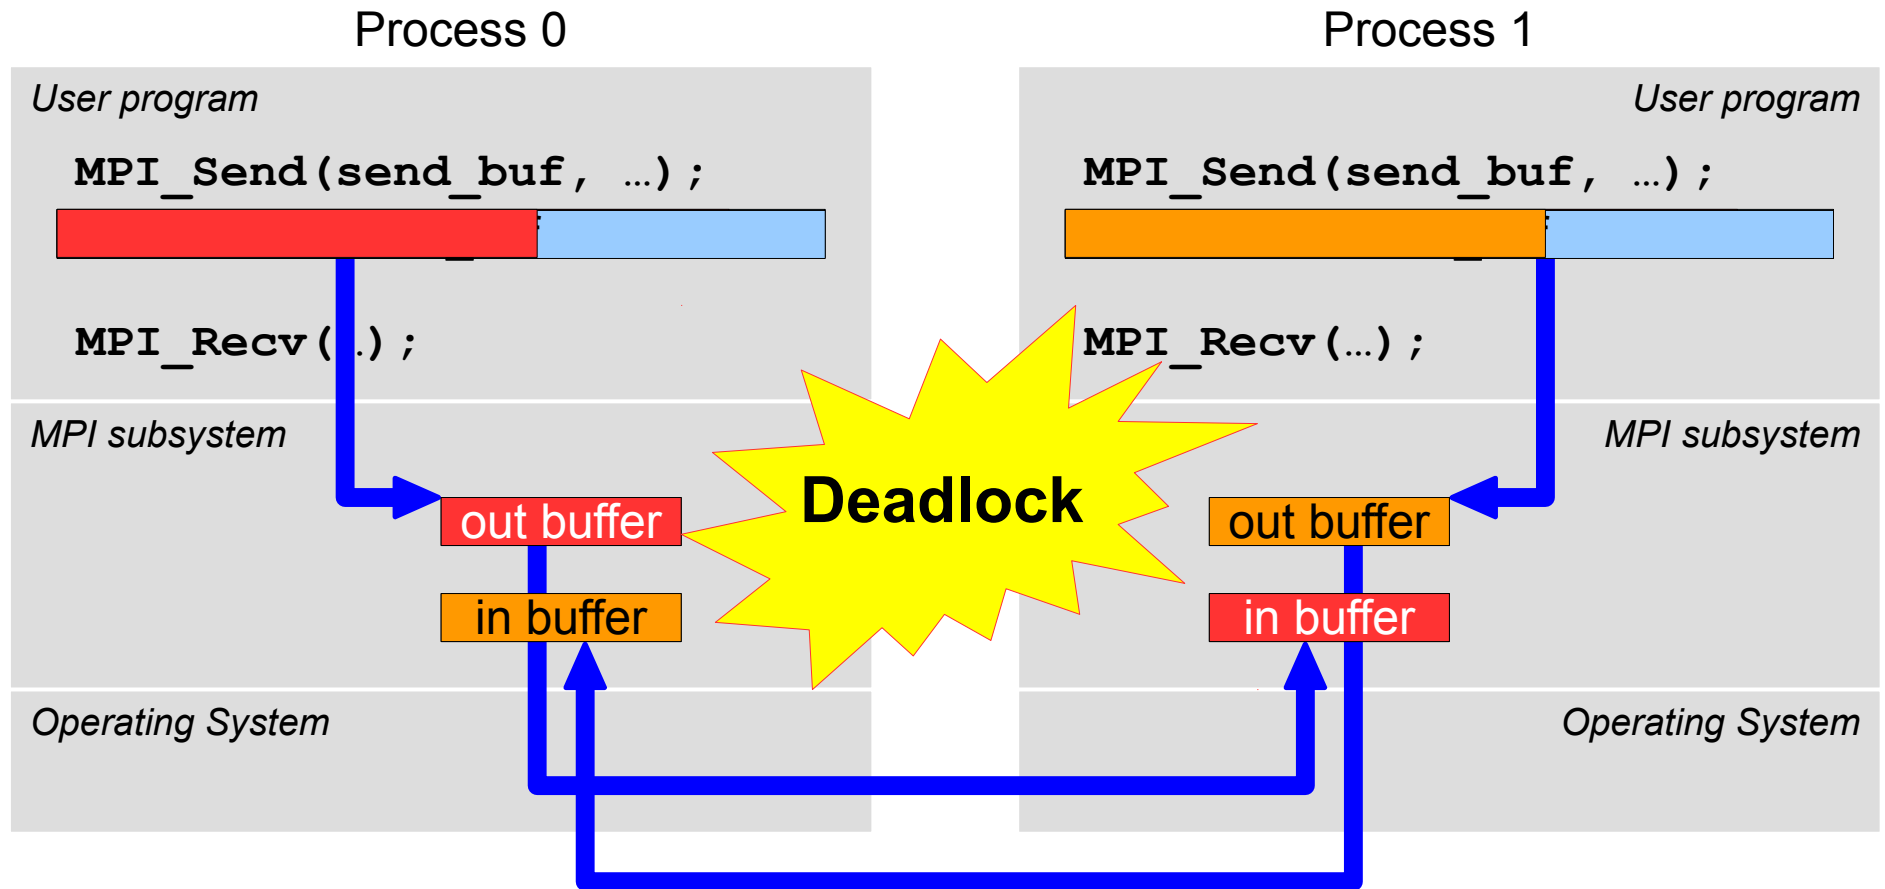 Process 0
User program
MPI_Send(send_buf, …);
MPI_Recv(…);
MPI subsystem
out buffer
in buffer
Operating System
Deadlock
Process 1
User program
MPI_Send(send_buf, …);
MPI_Recv(…);
MPI subsystem
out buffer
in buffer
Operating System